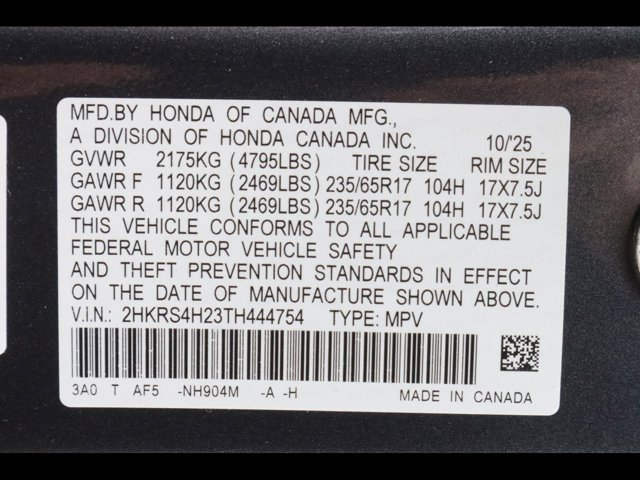 MFD.BY HONDA OF CANADA MFG.,
A DIVISION OF HONDA CANADA INC. 10/'25
GVWR 2175KG (4795LBS) TIRE SIZE RIM SIZE
GAWR F 1120KG (2469LBS) 235/65R17 104H 17X7.5J
GAWR R 1120KG (2469LBS) 235/65R17 104H 17X7.5J
THIS VEHICLE CONFORMS TO ALL APPLICABLE
FEDERAL MOTOR VEHICLE SAFETY
AND THEFT PREVENTION STANDARDS IN EFFECT
ON THE DATE OF MANUFACTURE SHOWN ABOVE.
V.i.N.: 2HKRS4H23TH444754 TYPE: MPV
3A0 T AF5 -NH904M -A -H MADE IN CANADA